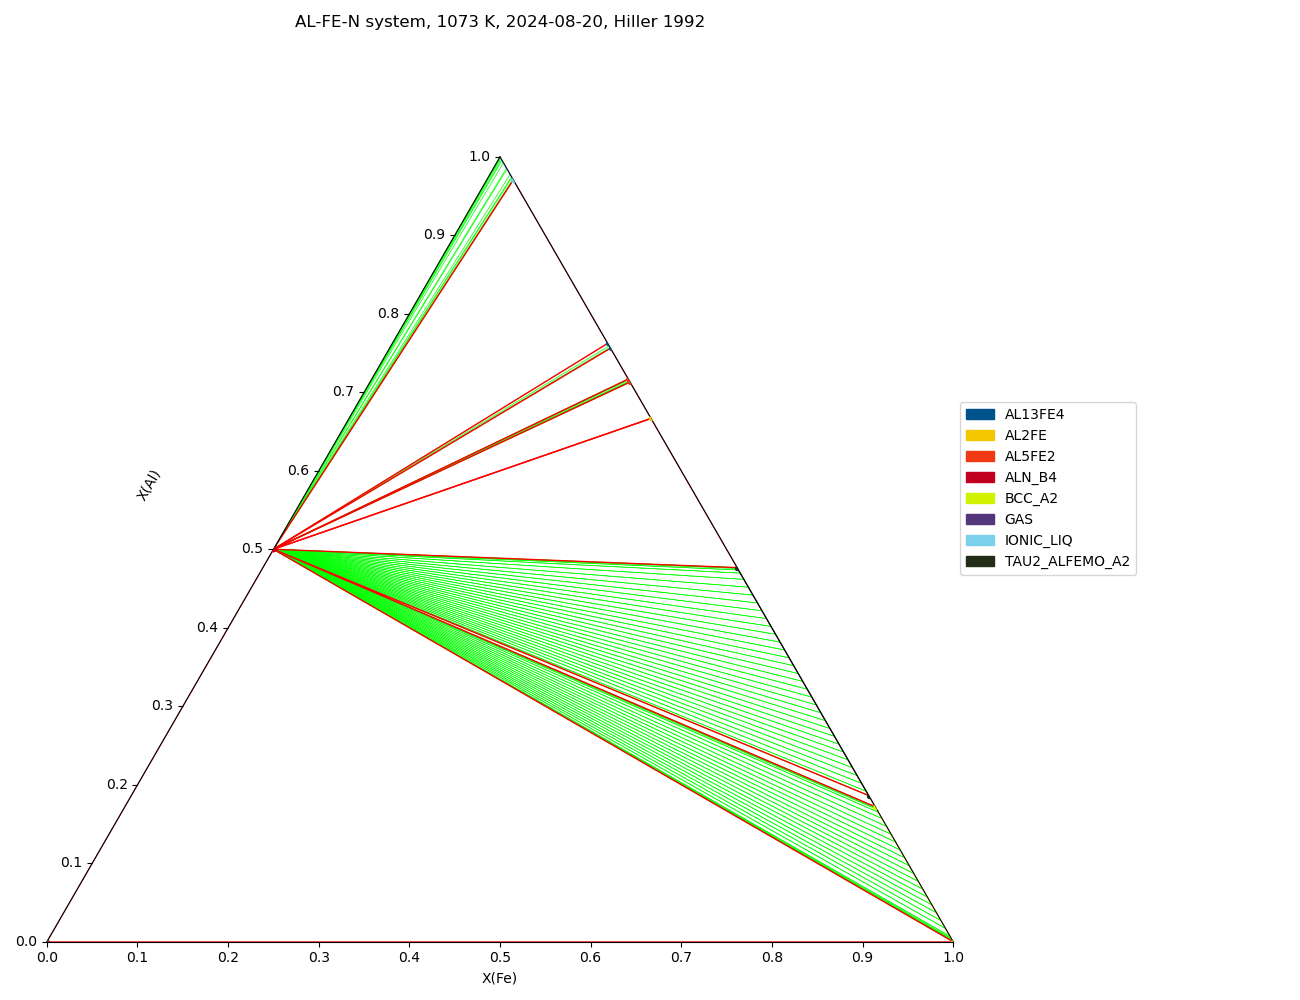 AL-FE-N system, 1073 K, 2024-08-20, Hiller 1992
1.0
0.9
0.8
0.7
0.6
0.5
0.4
0.3
0.2
0.1
0.0
X(Al)
0.0 0.1 0.2 0.3 0.4 0.5 0.6 0.7 0.8 0.9 1.0
X(Fe)
AL13FE4
AL2FE
AL5FE2
ALN_B4
BCC_A2
GAS
IONIC_LIQ
TAU2_ALFEMO_A2